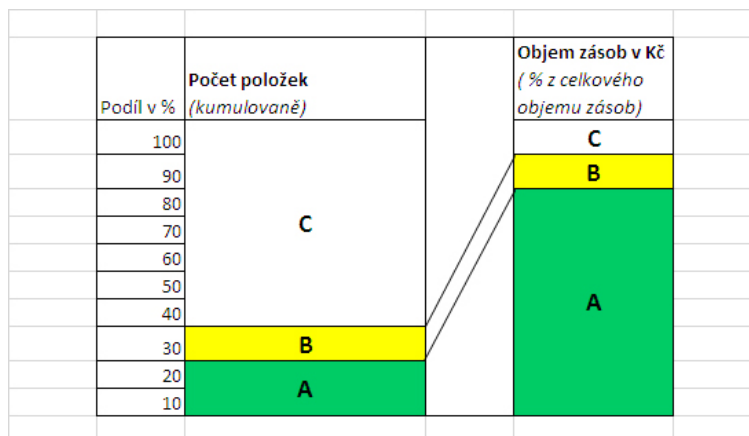 Podíl v %
Počet položek
(kumulovaně)
Objem zásob v Kč
( % z celkového
objemu zásob)
100
C
90
B
80
70
C
60
50
A
40
30
B
20
A
10